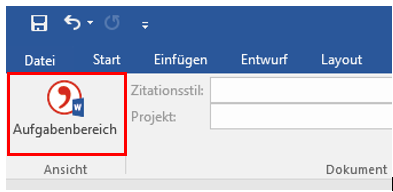 Datei Start Einfügen Entwurf Layout
Zitationsstil:
Aufgabenbereich
Projekt:
Ansicht Dokument